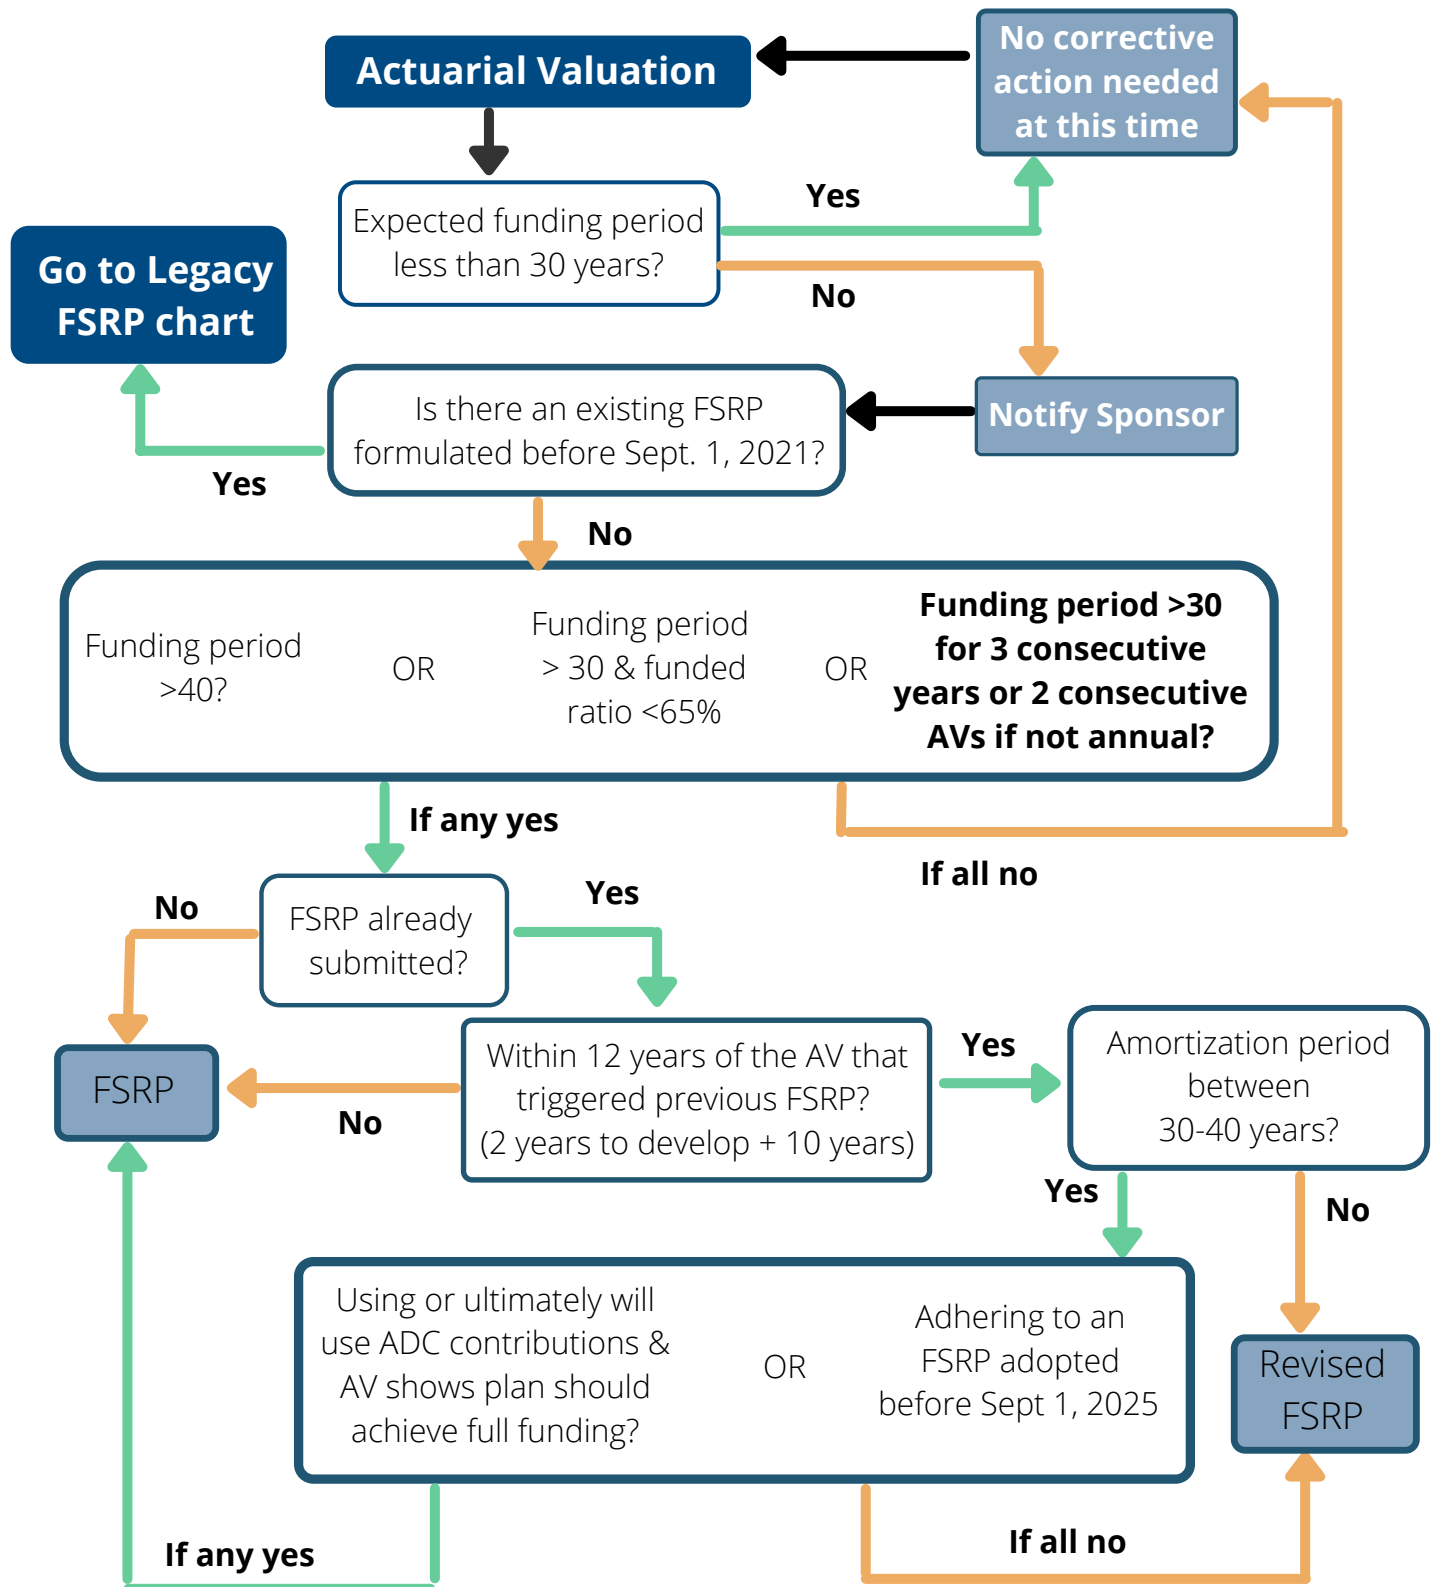 No corrective
action needed
at this time
Actuarial Valuation
Expected funding period
less than 30 years?
Yes
No
Go to Legacy
FSRP chart
Is there an existing FSRP
formulated before Sept. 1, 2021?
Notify Sponsor
Yes
No
Funding period
>40?
OR
Funding period
> 30 & funded
ratio <65%
OR
Funding period >30
for 3 consecutive
years or 2 consecutive
AVs if not annual?
If any yes
If all no
FSRP already
submitted?
No
Yes
FSRP
Within 12 years of the AV that
triggered previous FSRP?
(2 years to develop + 10 years)
No
Yes
Amortization period
between
30-40 years?
Yes
No
Using or ultimately will
use ADC contributions &
AV shows plan should
achieve full funding?
OR
Adhering to an
FSRP adopted
before Sept 1, 2025
Revised
FSRP
If any yes
If all no